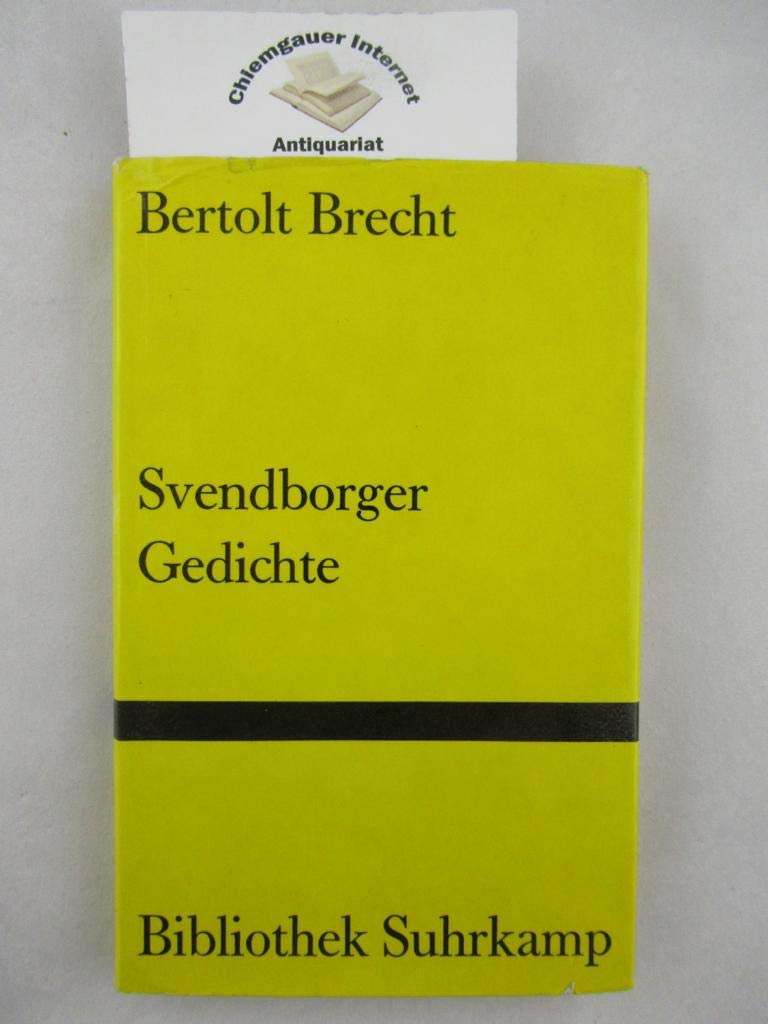 Chiemgauer Internet
Antiquariat
Bertolt Brecht
Svendborger
Gedichte
Bibliothek Suhrkamp